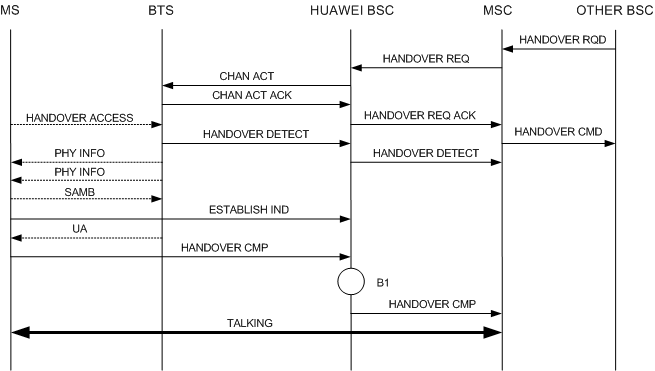 MS BTS HUAWEI BSC MSC OTHER BSC
HANDOVER RQD
HANDOVER REQ
CHAN ACT
CHAN ACT ACK
HANDOVER ACCESS HANDOVER REQ ACK
HANDOVER DETECT HANDOVER CMD
PHY INFO HANDOVER DETECT
PHY INFO
SAMB
ESTABLISH IND
UA
HANDOVER CMP
B1
HANDOVER CMP
TALKING